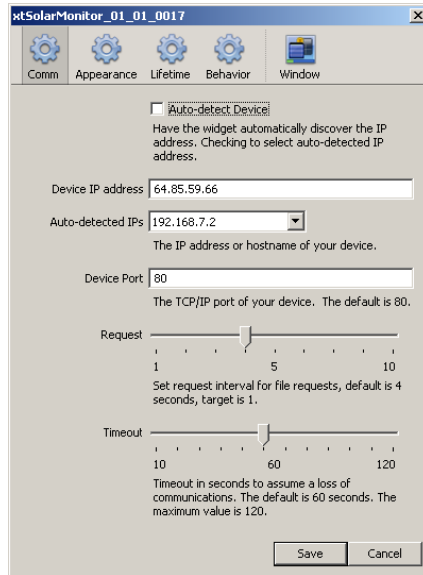 xtSolarMonitor_01_01_0017
Comm Appearance Lifetime Behavior Window
Auto-detect Device
Have the widget automatically discover the IP
address. Checking to select auto-detected IP
address.
Device IP address 64.85.59.66
Auto-detected IPs 192.168.7.2
The IP address or hostname of your device.
Device Port 80
The TCP/IP port of your device. The default is 80.
Request
1 5 10
Set request interval for file requests, default is 4
seconds, target is 1.
Timeout
10 60 120
Timeout in seconds to assume a loss of
communications. The default is 60 seconds. The
maximum value is 120.
Save Cancel